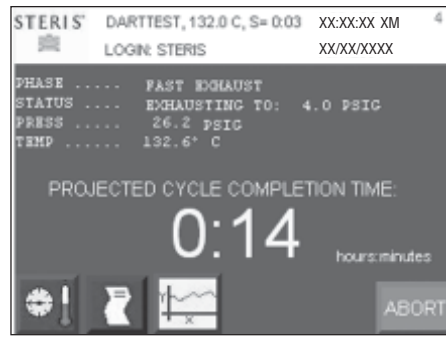 STERIS® DARTTEST, 132.0 C, S= 0:03 XX:XX:XX XM 4
LOGIN: STERIS XX/XX/XXXX
PHASE ..... FAST EXHAUST
STATUS .... EXHAUSTING TO: 4.0 PSIG
PRESS ..... 26.2 PSIG
TEMP ...... 132.6° C
PROJECTED CYCLE COMPLETION TIME:
0:14 hours:minutes
X
ABORT